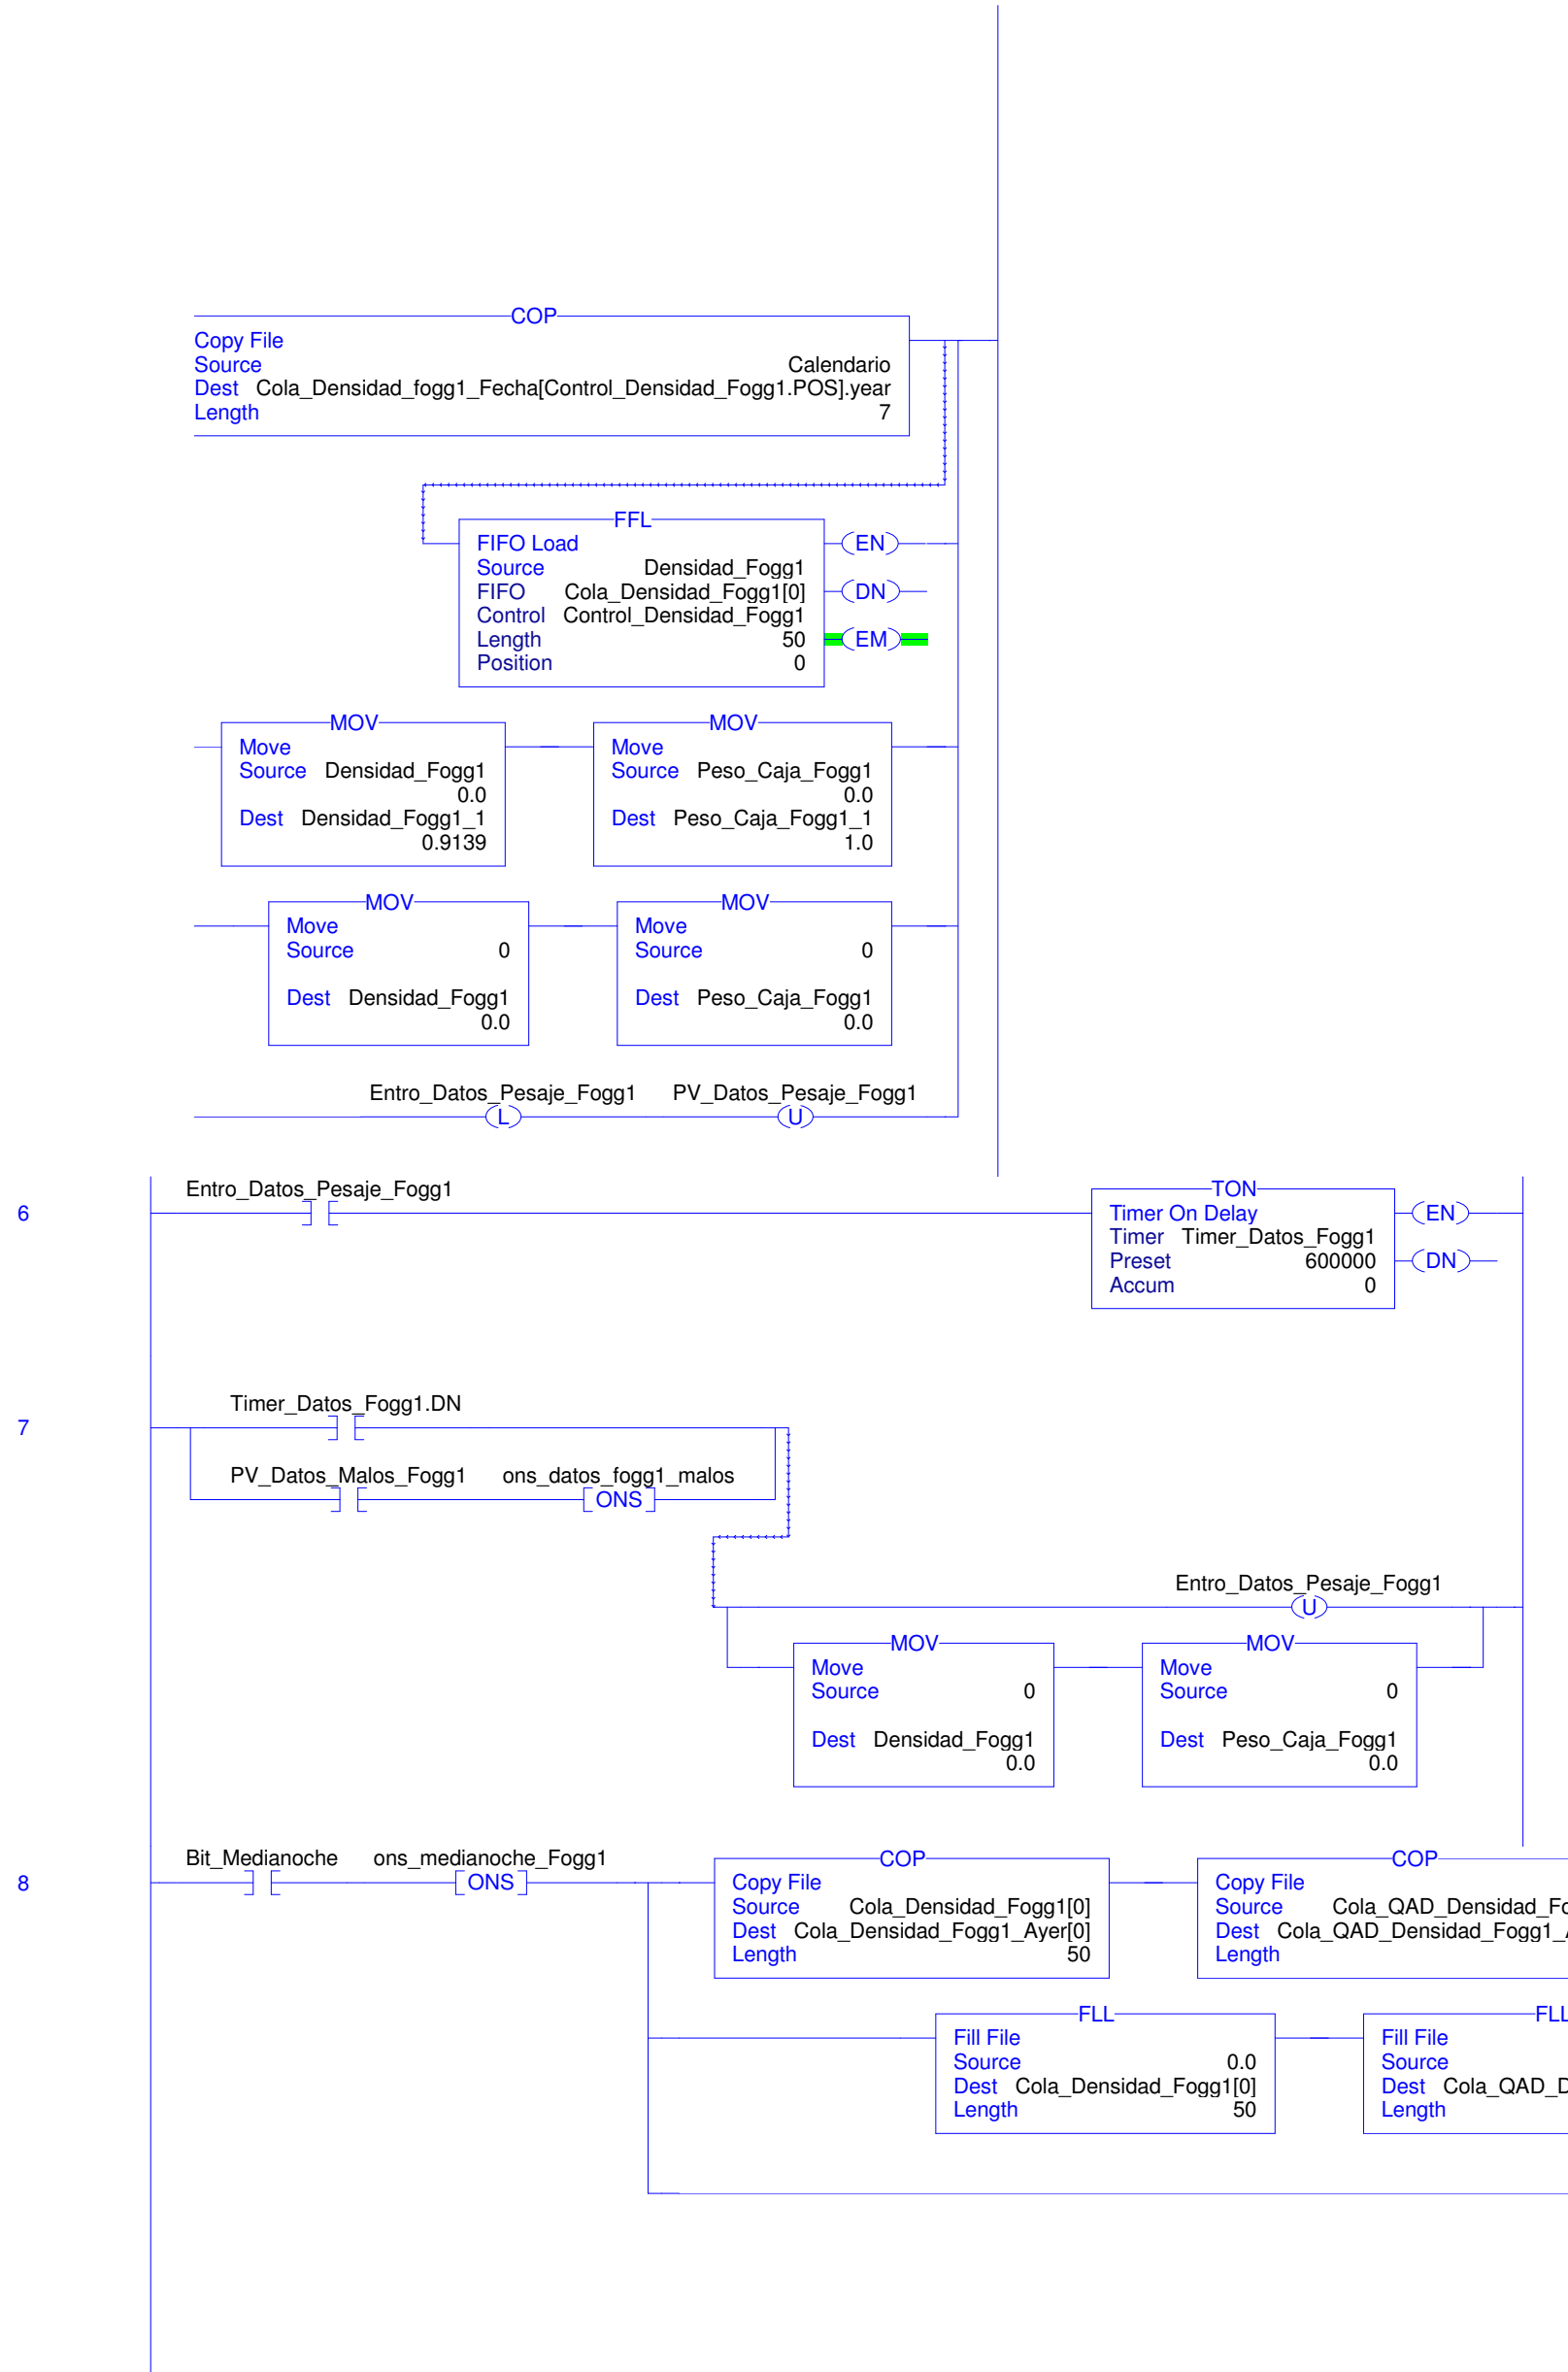 COP
Copy File
Source Calendario
Dest Cola_Densidad_fogg1_Fecha[Control_Densidad_Fogg1.POS].year
Length 7
FFL
FIFO Load
Source Densidad_Fogg1
FIFO Cola_Densidad_Fogg1[0]
Control Control_Densidad_Fogg1
Length 50
Position 0
EN
DN
EM
MOV
Move
Source Densidad_Fogg1
0.0
Dest Densidad_Fogg1_1
0.9139
MOV
Move
Source Peso_Caja_Fogg1
0.0
Dest Peso_Caja_Fogg1_1
1.0
MOV
Move
Source 0
Dest Densidad_Fogg1
0.0
MOV
Move
Source 0
Dest Peso_Caja_Fogg1
0.0
Entro_Datos_Pesaje_Fogg1
L
PV_Datos_Pesaje_Fogg1
U
6
Entro_Datos_Pesaje_Fogg1
TON
Timer On Delay
Timer Timer_Datos_Fogg1
Preset 600000
Accum 0
EN
DN
7
Timer_Datos_Fogg1.DN
PV_Datos_Malos_Fogg1
ons_datos_fogg1_malos
ONS
Entro_Datos_Pesaje_Fogg1
U
MOV
Move
Source 0
Dest Densidad_Fogg1
0.0
MOV
Move
Source 0
Dest Peso_Caja_Fogg1
0.0
8
Bit_Medianoche
ons_medianoche_Fogg1
ONS
COP
Copy File
Source Cola_Densidad_Fogg1[0]
Dest Cola_Densidad_Fogg1_Ayer[0]
Length 50
COP
Copy File
Source Cola_QAD_Densidad_Fo
Dest Cola_QAD_Densidad_Fogg1_
Length
FLL
Fill File
Source 0.0
Dest Cola_Densidad_Fogg1[0]
Length 50
FLL
Fill File
Source
Dest Cola_QAD_D
Length